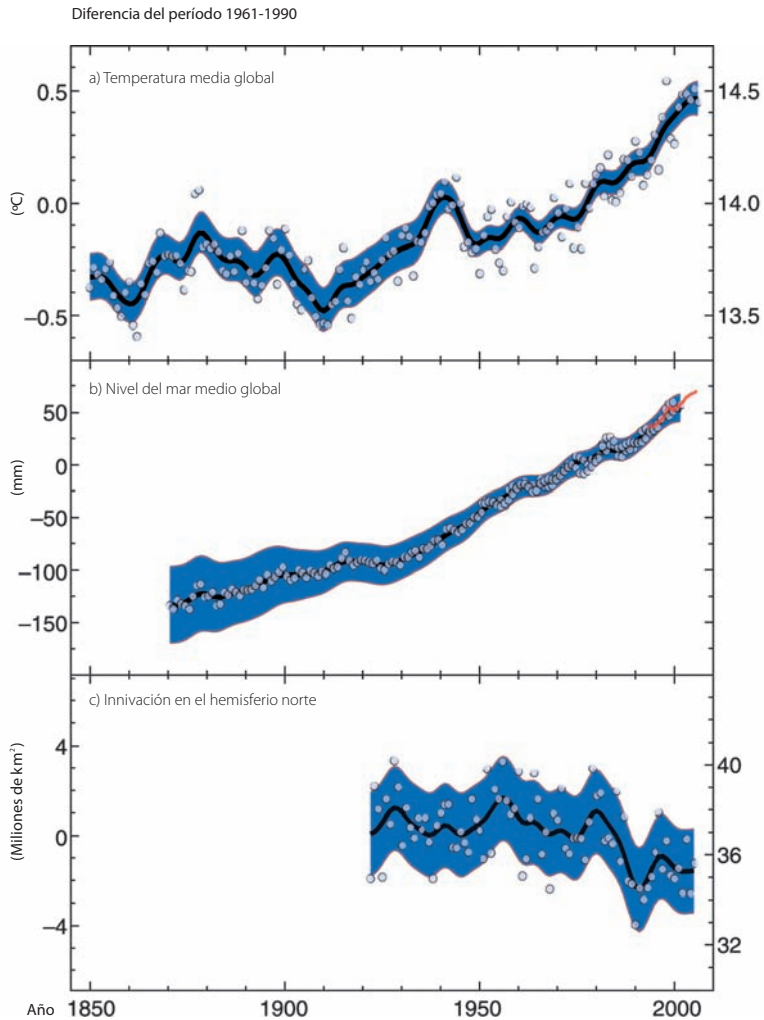 Diferencia del período 1961-1990
a) Temperatura media global
(ºC)
0.5
0.0
−0.5
14.5
14.0
13.5
b) Nivel del mar medio global
(mm)
50
0
−50
−100
−150
c) Innivación en el hemisferio norte
(Miliones de km²)
4
0
−4
40
36
32
Año 1850 1900 1950 2000